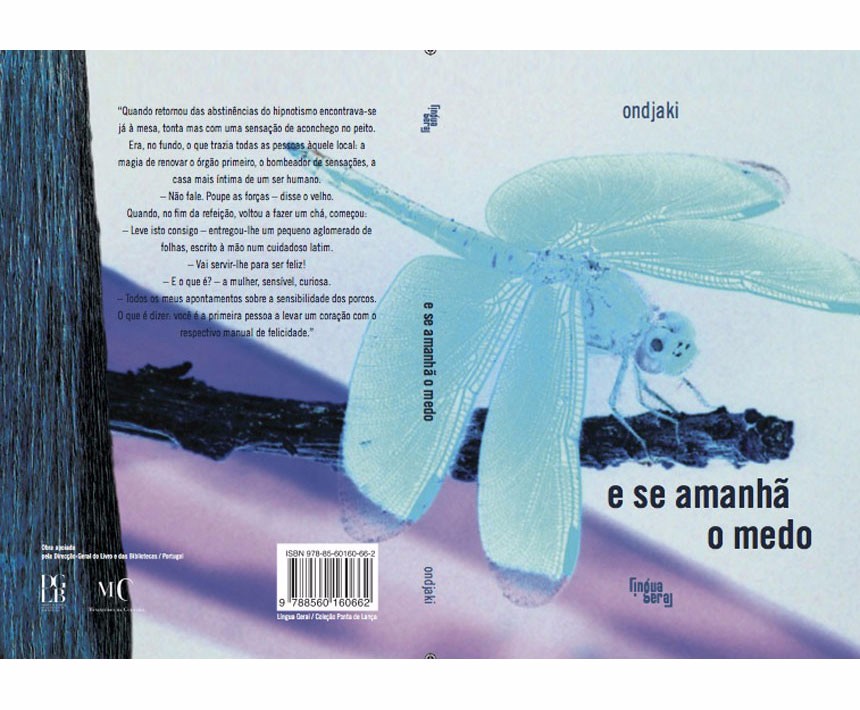 “Quando retornou das abstinências do hipnotismo encontrava-se
já à mesa, tonta mas com uma sensação de aconchego no peito.
Era, no fundo, o que trazia todas as pessoas àquele local: a
magia de renovar o órgão primeiro, o bombeador de sensações, a
casa mais íntima de um ser humano.
– Não fale. Poupe as forças – disse o velho.
Quando, no fim da refeição, voltou a fazer um chá, começou:
– Leve isto consigo – entregou-lhe um pequeno aglomerado de
folhas, escrito à mão num cuidadoso latim.
– Vai servir-lhe para ser feliz!
– E o que é? – a mulher, sensível, curiosa.
– Todos os meus apontamentos sobre a sensibilidade dos porcos.
O que é dizer: você é a primeira pessoa a levar um coração com o
respectivo manual de felicidade.”
Obra apoiada
pela Direcção-Geral do Livro e das Bibliotecas / Portugal
MC
ISBN 978-85-60160-66-2
9 788560 160662
Língua Geral / Coleção Ponta de Lança
língua
geral
e se amanhã o medo
ondjaki
ondjaki
e se amanhã
o medo
língua
geral